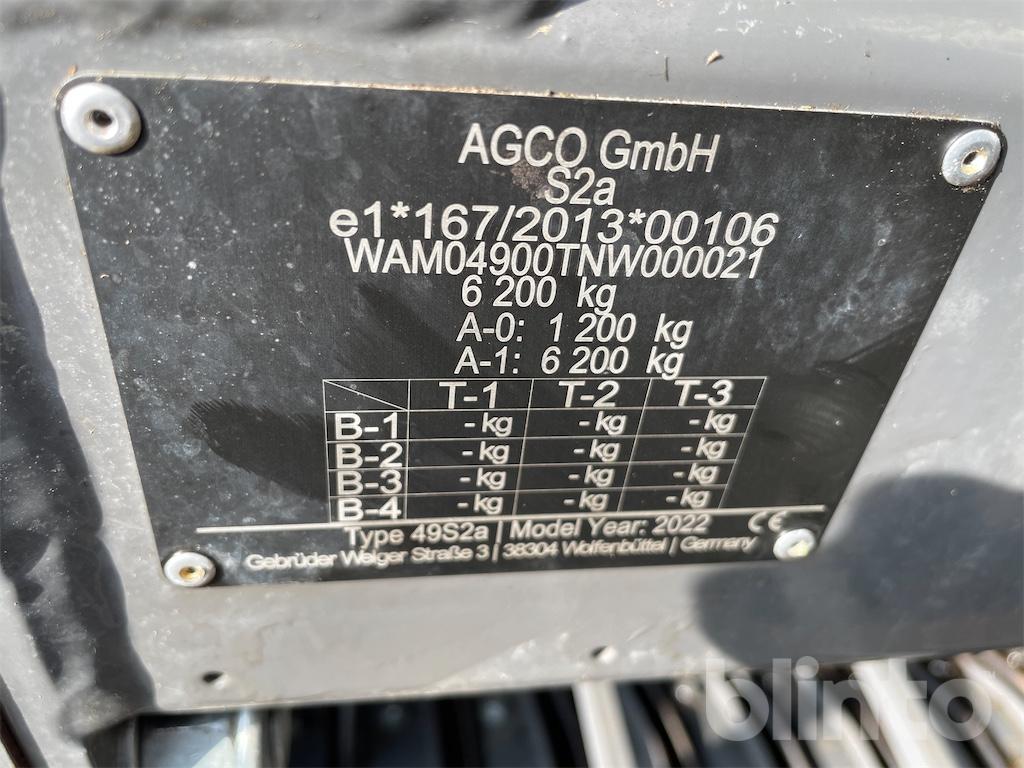 AGCO GmbH
S2a
e1*167/2013*00106
WAM04900TNW000021
6 200 kg
A-0: 1 200 kg
A-1: 6 200 kg
T-1 T-2 T-3
B-1 -kg -kg -kg
B-2 -kg -kg -kg
B-3 -kg -kg -kg
B-4 -kg -kg -kg
Type 49S2a | Model Year: 2022 CE
Gebrüder Welger Straße 3 | 38304 Wolfenbüttel | Germany
blinto